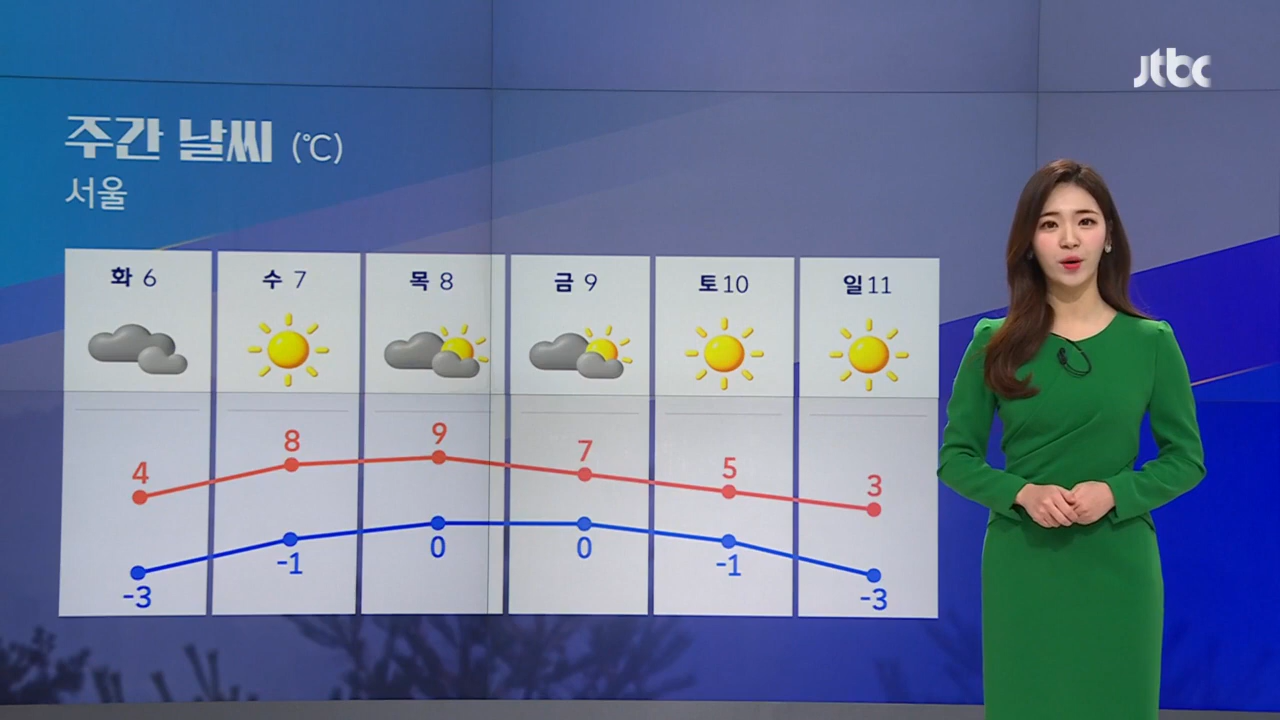 jtbc
주간 날씨 (℃)
서울
화 6 수 7 목 8 금 9 토 10 일 11
4 8 9 7 5 3
-3 -1 0 0 -1 -3